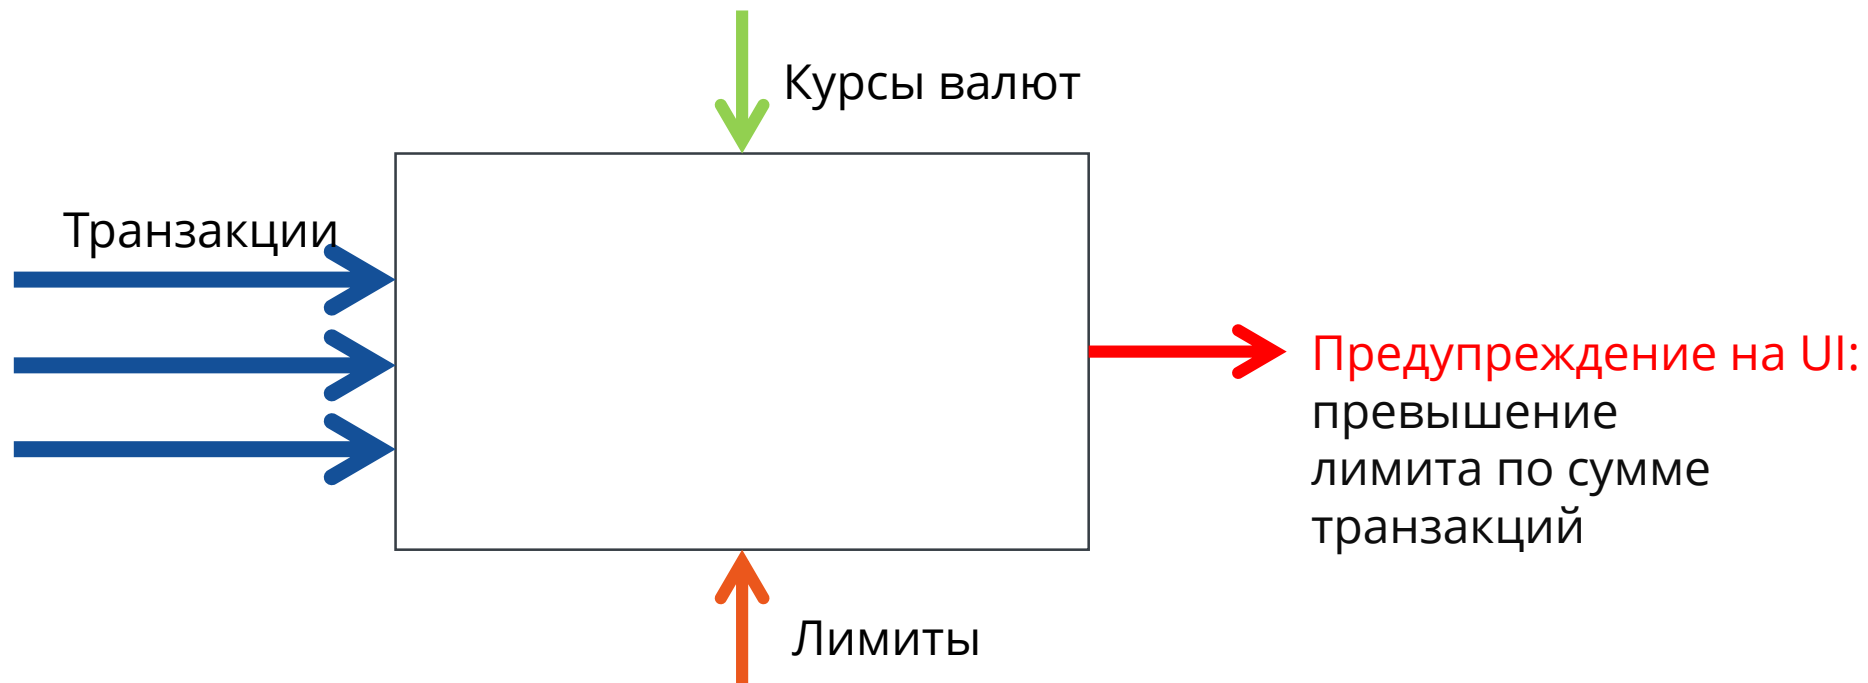 Курсы валют
Транзакции
Предупреждение на UI:
превышение
лимита по сумме
транзакций
Лимиты